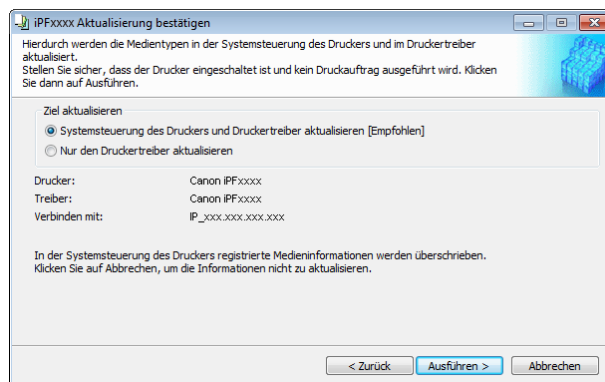 iPFxxxx Aktualisierung bestätigen
Hierdurch werden die Medientypen in der Systemsteuerung des Druckers und im Druckertreiber
aktualisiert.
Stellen Sie sicher, dass der Drucker eingeschaltet ist und kein Druckauftrag ausgeführt wird. Klicken
Sie dann auf Ausführen.
Ziel aktualisieren
Systemsteuerung des Druckers und Druckertreiber aktualisieren [Empfohlen]
Nur den Druckertreiber aktualisieren
Drucker: Canon iPFxxxx
Treiber: Canon iPFxxxx
Verbinden mit: IP_xxx.xxx.xxx.xxx
In der Systemsteuerung des Druckers registrierte Medieninformationen werden überschrieben.
Klicken Sie auf Abbrechen, um die Informationen nicht zu aktualisieren.
< Zurück Ausführen > Abbrechen